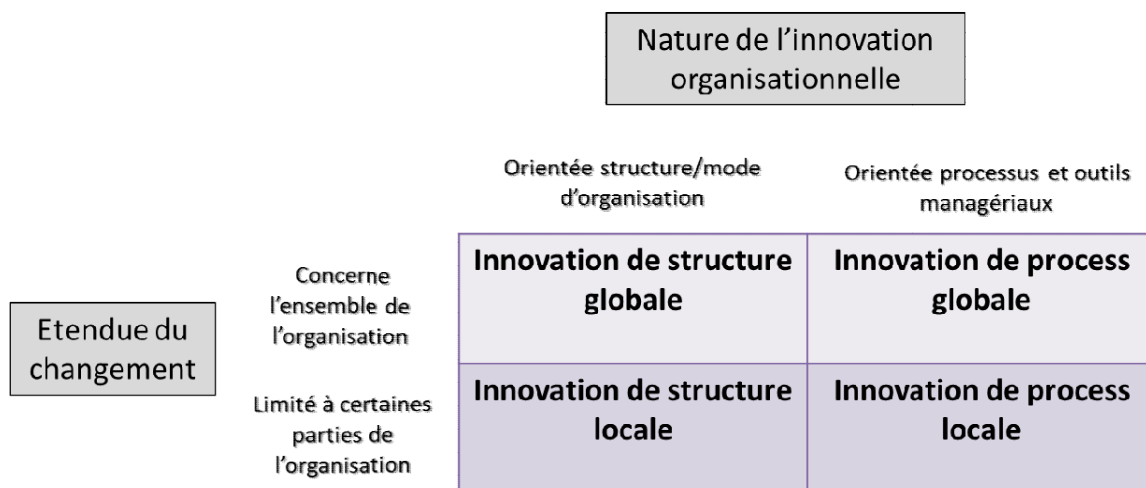 Nature de l'innovation
organisationnelle
Orientée structure/mode
d'organisation
Orientée processus et outils
managériaux
Etendue du
changement
Concerne
l'ensemble de
l'organisation
Innovation de structure
globale
Innovation de process
globale
Limité à certaines
parties de
l'organisation
Innovation de structure
locale
Innovation de process
locale